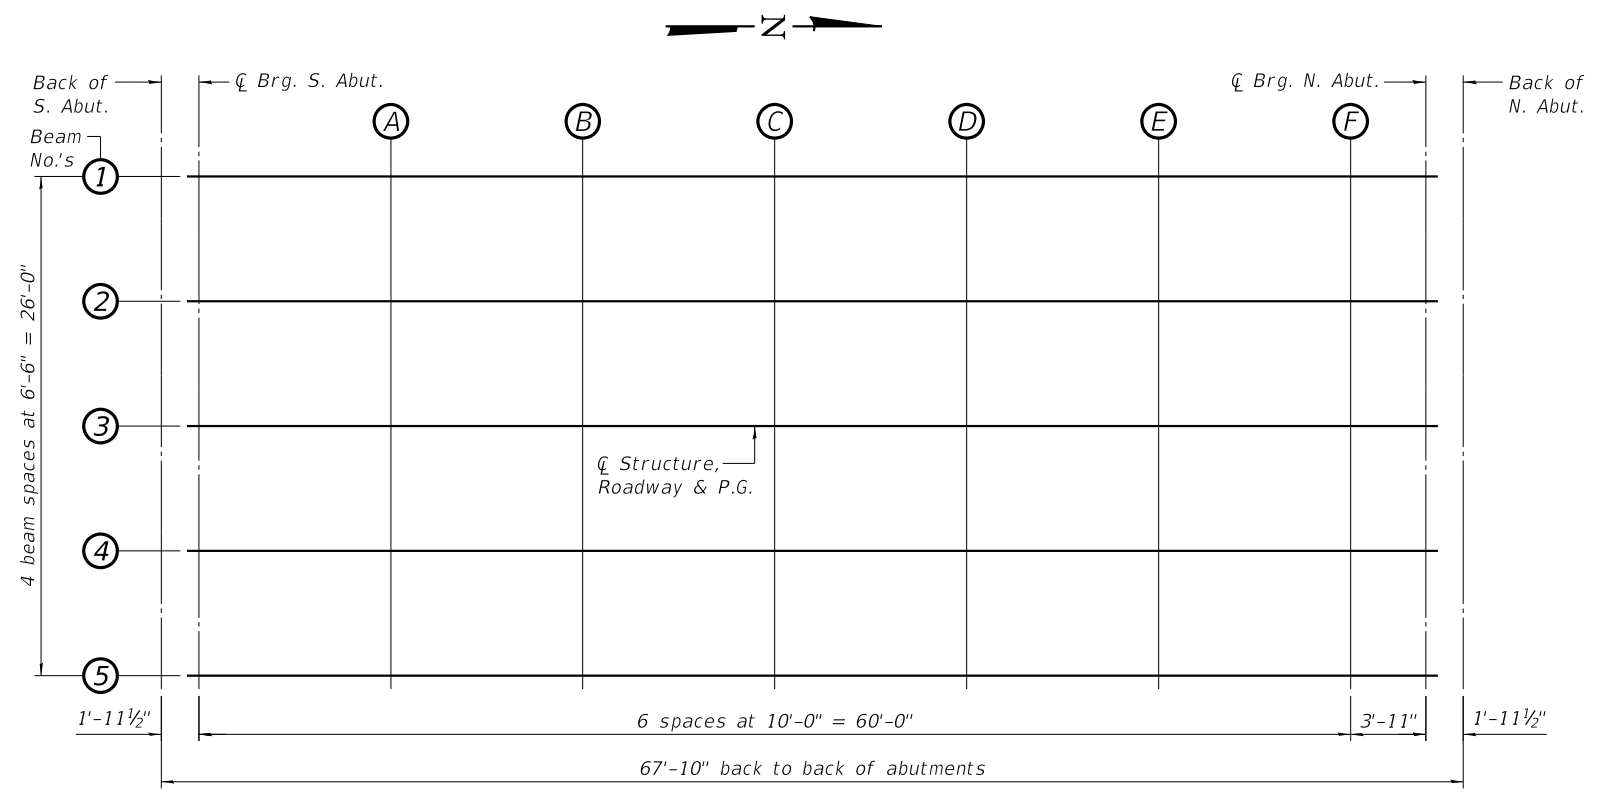 N
Back of
S. Abut.
℄ Brg. S. Abut.
℄ Brg. N. Abut.
Back of
N. Abut.
A B C D E F
Beam
No.'s
1
2
3
4
5
4 beam spaces at 6'-6" = 26'-0"
℄ Structure,
Roadway & P.G.
1'-11½"
6 spaces at 10'-0" = 60'-0"
3'-11"
1'-11½"
67'-10" back to back of abutments